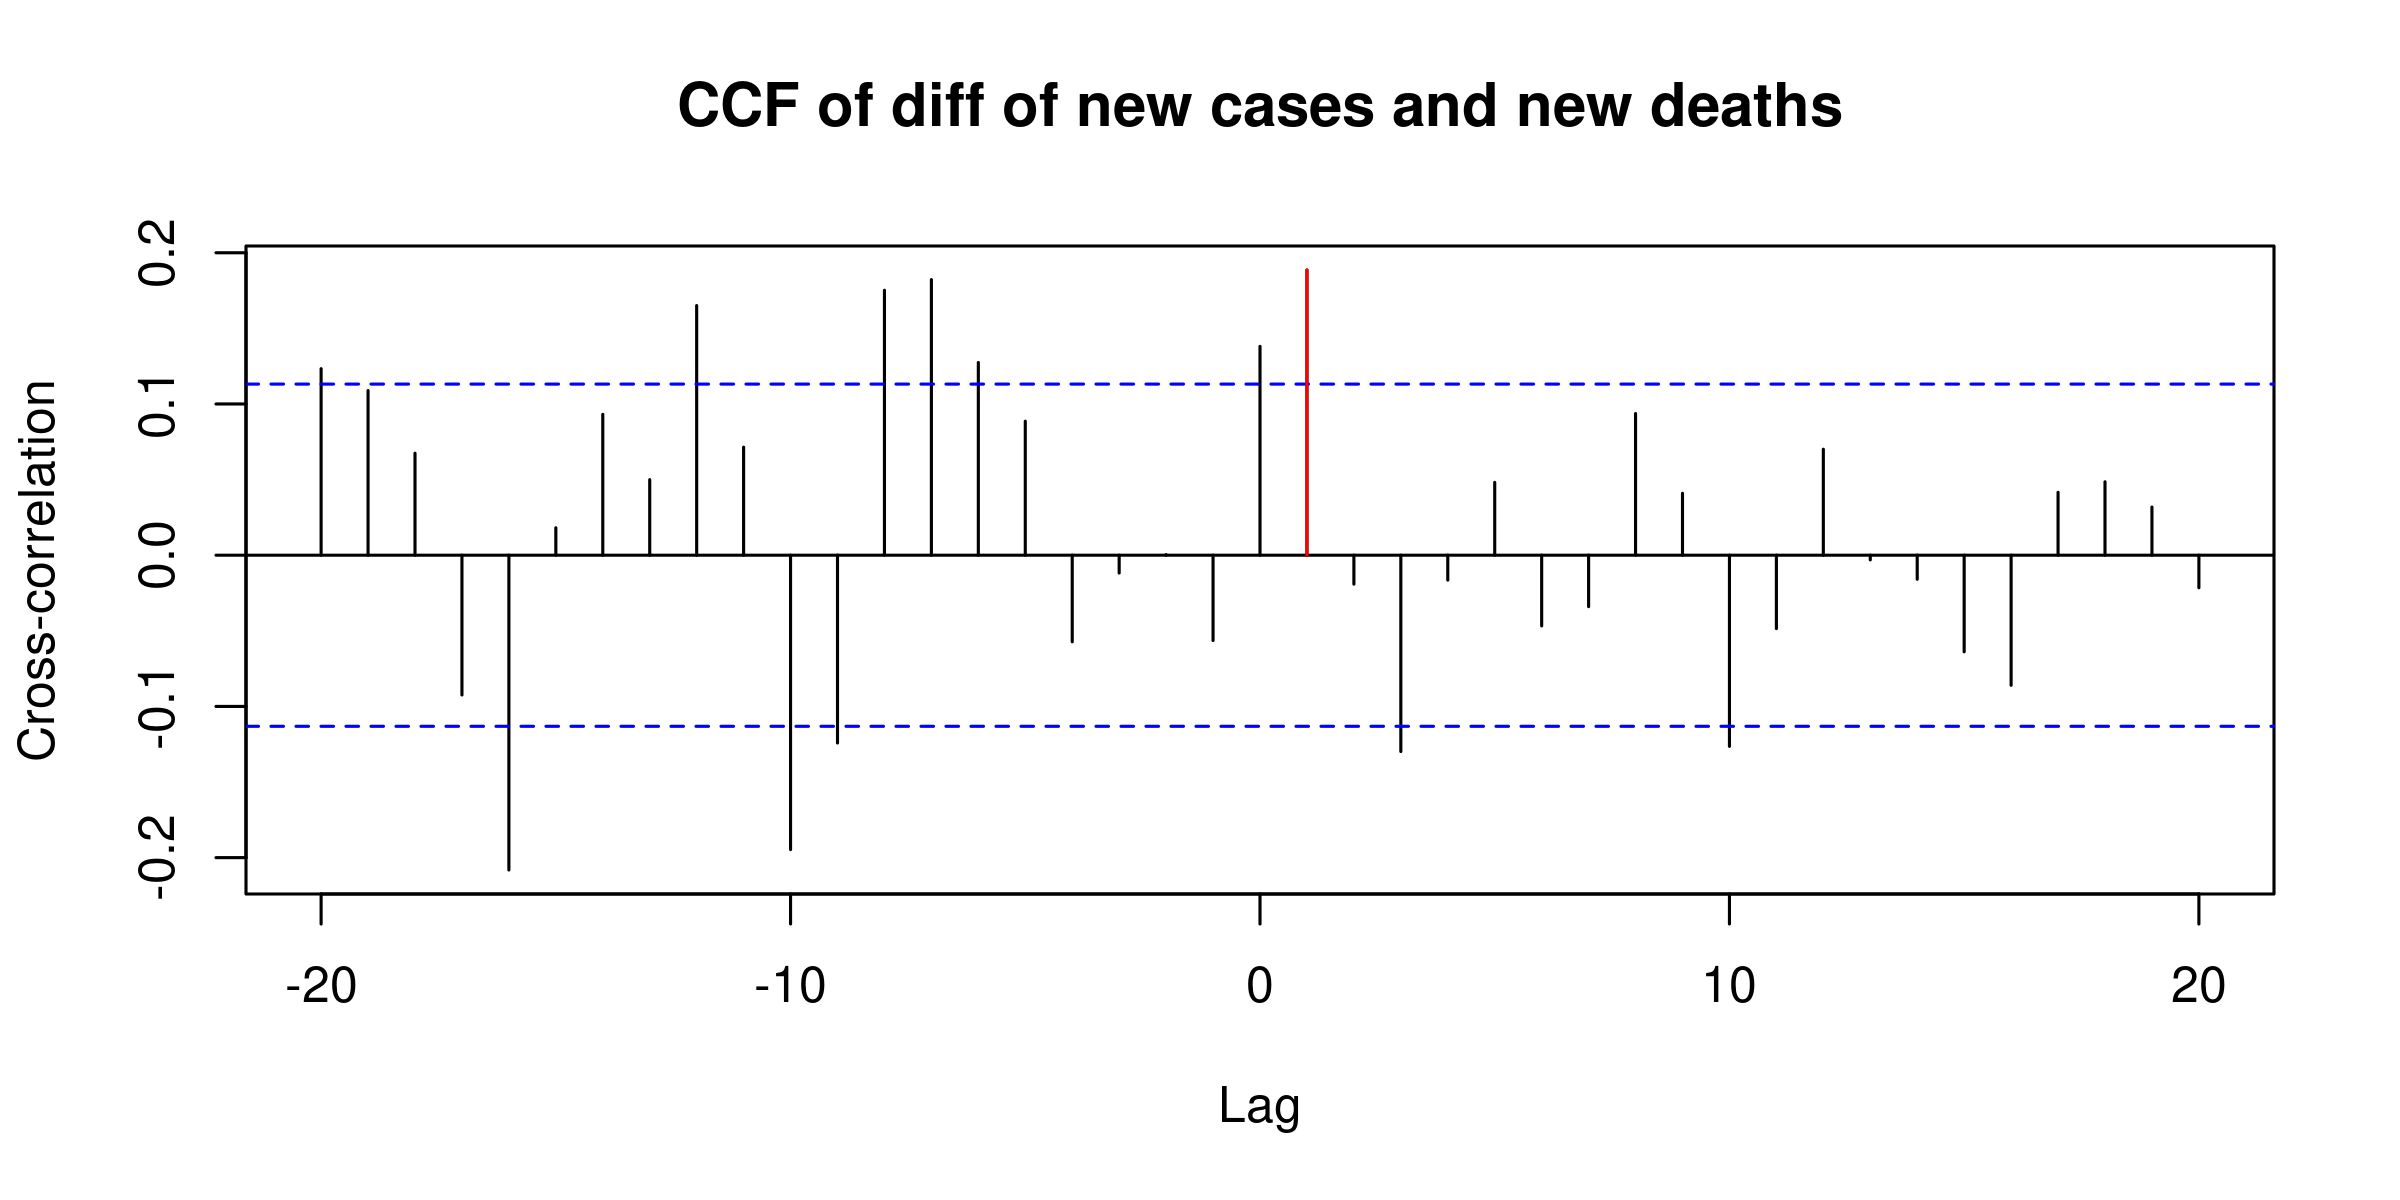 CCF of diff of new cases and new deaths
Cross-correlation
0.2
0.1
0.0
-0.1
-0.2
-20 -10 0 10 20
Lag